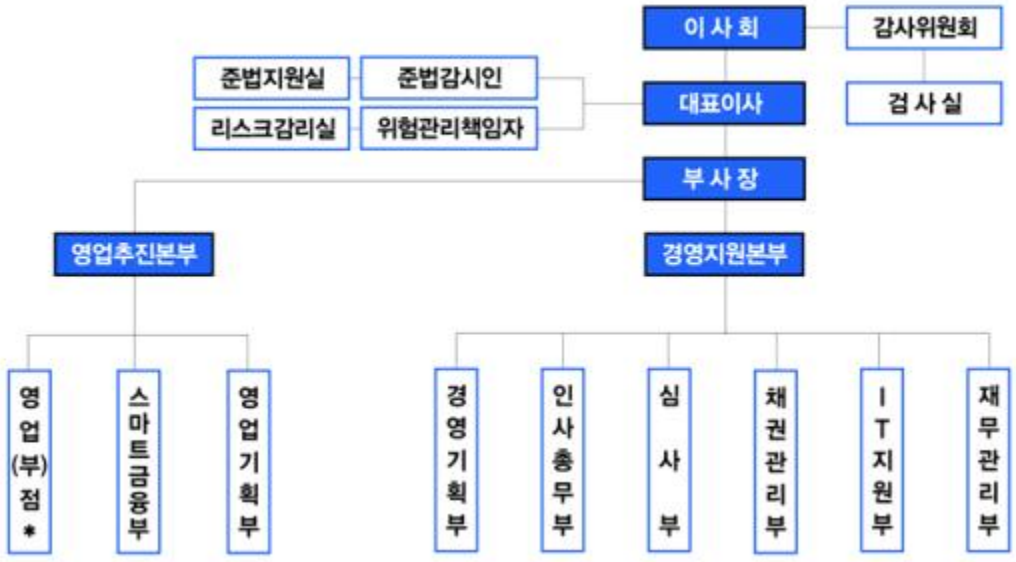 이 사 회
감사위원회
준법지원실
준법감시인
대표이사
검 사 실
리스크감리실
위험관리책임자
부 사 장
영업추진본부
경영지원본부
영업(부)점*
스마트금융부
영업기획부
경영기획부
인사총무부
심 사 부
채권관리부
IT지원부
재무관리부